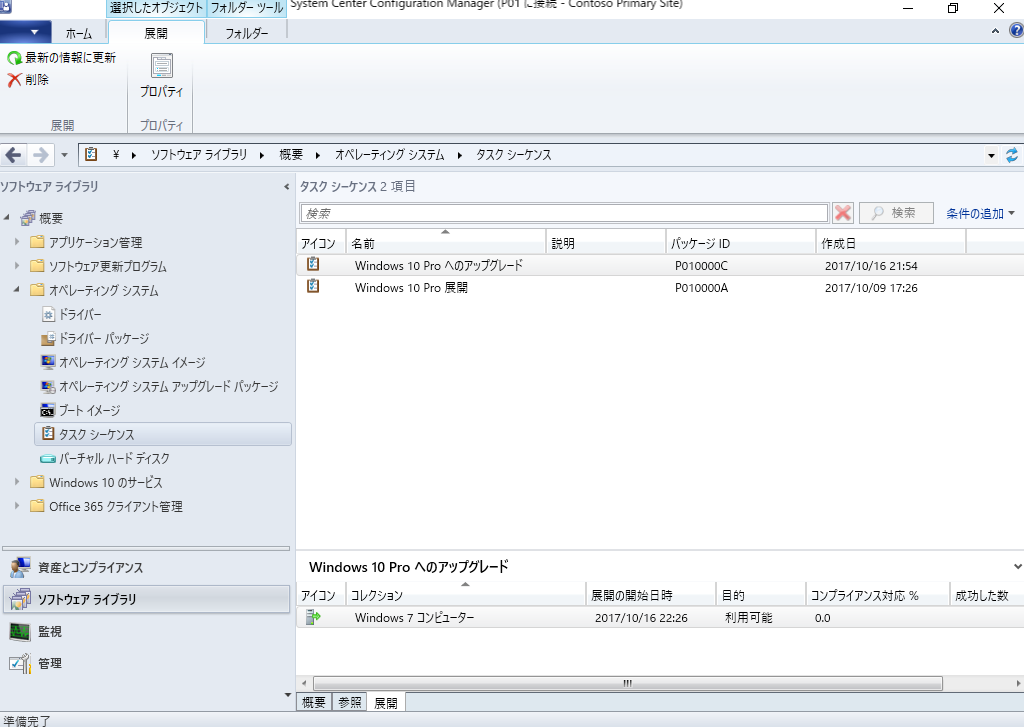 選択したオブジェクト フォルダー ツール System Center Configuration Manager (P01 に接続 - Contoso Primary Site)
ホーム 展開 フォルダー
最新の情報に更新
削除
プロパティ
展開 プロパティ
¥ ソフトウェア ライブラリ 概要 オペレーティング システム タスク シーケンス
ソフトウェア ライブラリ
概要
アプリケーション管理
ソフトウェア更新プログラム
オペレーティング システム
ドライバー
ドライバー パッケージ
オペレーティング システム イメージ
オペレーティング システム アップグレード パッケージ
ブート イメージ
タスク シーケンス
バーチャル ハード ディスク
Windows 10 のサービス
Office 365 クライアント管理
資産とコンプライアンス
ソフトウェア ライブラリ
監視
管理
タスク シーケンス 2 項目
検索 検索 条件の追加
アイコン 名前 説明 パッケージ ID 作成日
Windows 10 Pro へのアップグレード P010000C 2017/10/16 21:54
Windows 10 Pro 展開 P010000A 2017/10/09 17:26
Windows 10 Pro へのアップグレード
アイコン コレクション 展開の開始日時 目的 コンプライアンス対応 % 成功した数
Windows 7 コンピューター 2017/10/16 22:26 利用可能 0.0
概要 参照 展開
準備完了